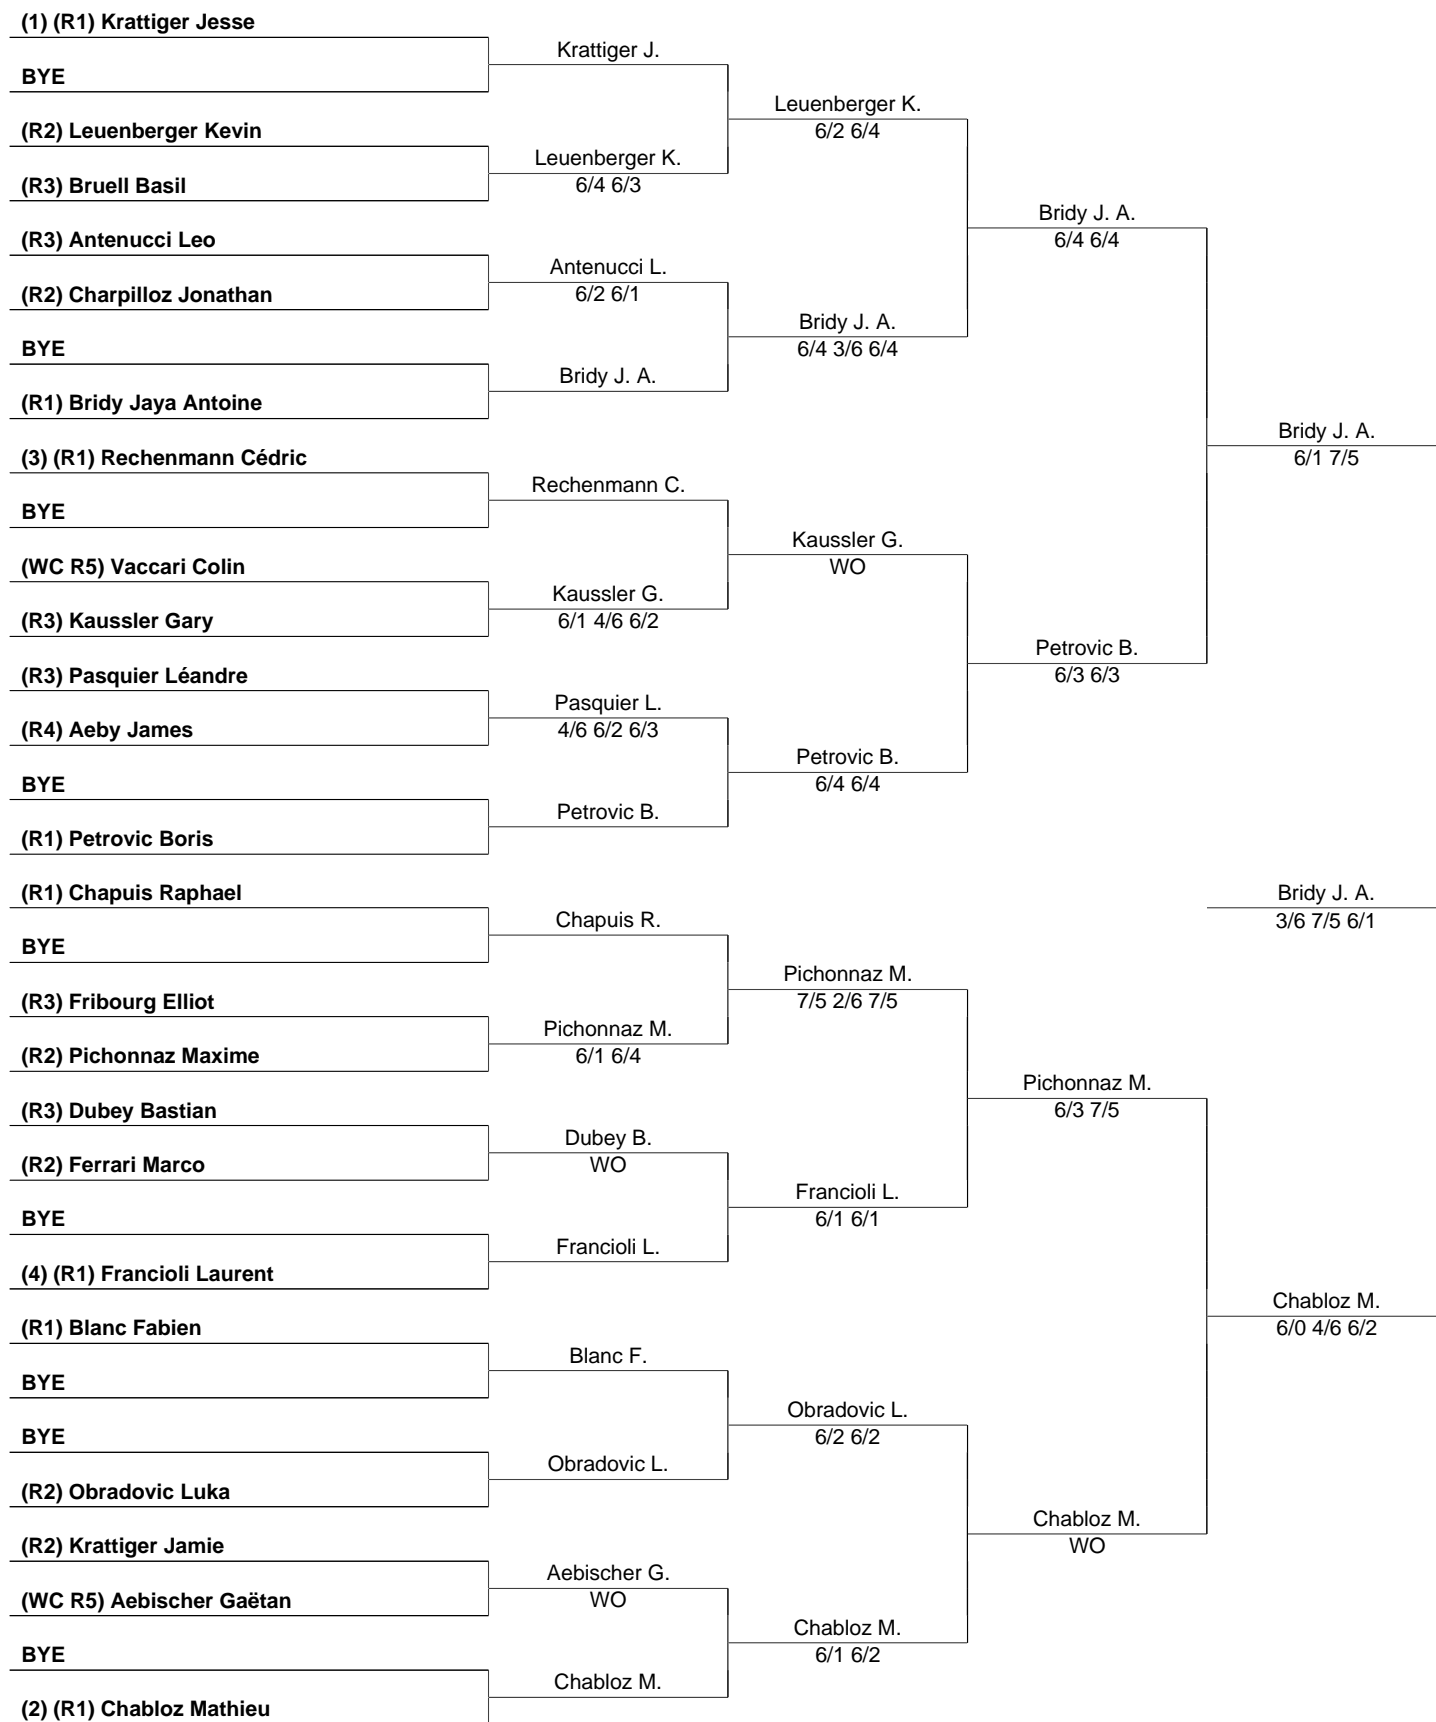 (1) (R1) Krattiger Jesse
BYE
(R2) Leuenberger Kevin
(R3) Bruell Basil
(R3) Antenucci Leo
(R2) Charpilloz Jonathan
BYE
(R1) Bridy Jaya Antoine
(3) (R1) Rechenmann Cédric
BYE
(WC R5) Vaccari Colin
(R3) Kaussler Gary
(R3) Pasquier Léandre
(R4) Aeby James
BYE
(R1) Petrovic Boris
(R1) Chapuis Raphael
BYE
(R3) Fribourg Elliot
(R2) Pichonnaz Maxime
(R3) Dubey Bastian
(R2) Ferrari Marco
BYE
(4) (R1) Francioli Laurent
(R1) Blanc Fabien
BYE
BYE
(R2) Obradovic Luka
(R2) Krattiger Jamie
(WC R5) Aebischer Gaëtan
BYE
(2) (R1) Chabloz Mathieu
Krattiger J.
Leuenberger K.
6/4 6/3
Antenucci L.
6/2 6/1
Bridy J. A.
Rechenmann C.
Kaussler G.
6/1 4/6 6/2
Pasquier L.
4/6 6/2 6/3
Petrovic B.
Chapuis R.
Pichonnaz M.
6/1 6/4
Dubey B.
WO
Francioli L.
Blanc F.
Obradovic L.
Aebischer G.
WO
Chabloz M.
Leuenberger K.
6/2 6/4
Bridy J. A.
6/4 3/6 6/4
Kaussler G.
WO
Petrovic B.
6/4 6/4
Pichonnaz M.
7/5 2/6 7/5
Francioli L.
6/1 6/1
Obradovic L.
6/2 6/2
Chabloz M.
6/1 6/2
Bridy J. A.
6/4 6/4
Petrovic B.
6/3 6/3
Pichonnaz M.
6/3 7/5
Chabloz M.
WO
Bridy J. A.
6/1 7/5
Bridy J. A.
3/6 7/5 6/1
Chabloz M.
6/0 4/6 6/2